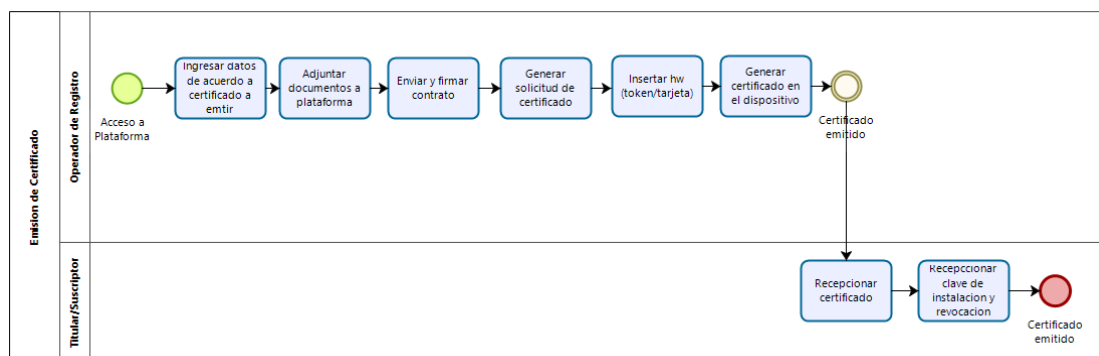 Emision de Certificado
Operador de Registro
Acceso a
Plataforma
Ingresar datos
de acuerdo a
certificado a
emtir
Adjuntar
documentos a
plataforma
Enviar y firmar
contrato
Generar
solicitud de
certificado
Insertar hw
(token/tarjeta)
Generar
certificado en
el dispositivo
Certificado
emitido
Titular/Suscriptor
Recepcionar
certificado
Recepccionar
clave de
instalacion y
revocacion
Certificado
emitido